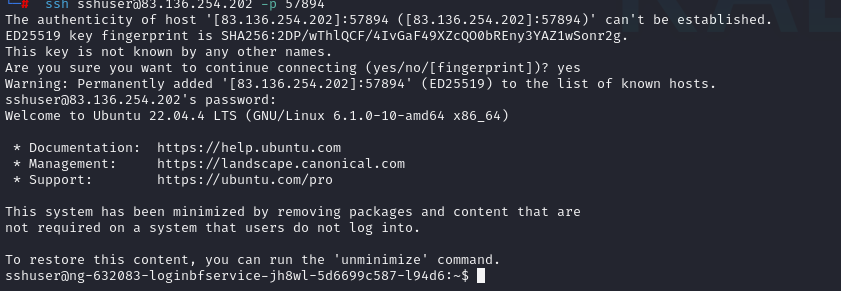 ssh sshuser@83.136.254.202 -p 57894
The authenticity of host '[83.136.254.202]:57894 ([83.136.254.202]:57894)' can't be established.
ED25519 key fingerprint is SHA256:2DP/wThlQCF/4IvGaF49XZcQO0bREny3YAZ1wSonr2g.
This key is not known by any other names.
Are you sure you want to continue connecting (yes/no/[fingerprint])? yes
Warning: Permanently added '[83.136.254.202]:57894' (ED25519) to the list of known hosts.
sshuser@83.136.254.202's password:
Welcome to Ubuntu 22.04.4 LTS (GNU/Linux 6.1.0-10-amd64 x86_64)
* Documentation: https://help.ubuntu.com
* Management: https://landscape.canonical.com
* Support: https://ubuntu.com/pro
This system has been minimized by removing packages and content that are
not required on a system that users do not log into.
To restore this content, you can run the 'unminimize' command.
sshuser@ng-632083-loginbfservice-jh8wl-5d6699c587-l94d6:~$